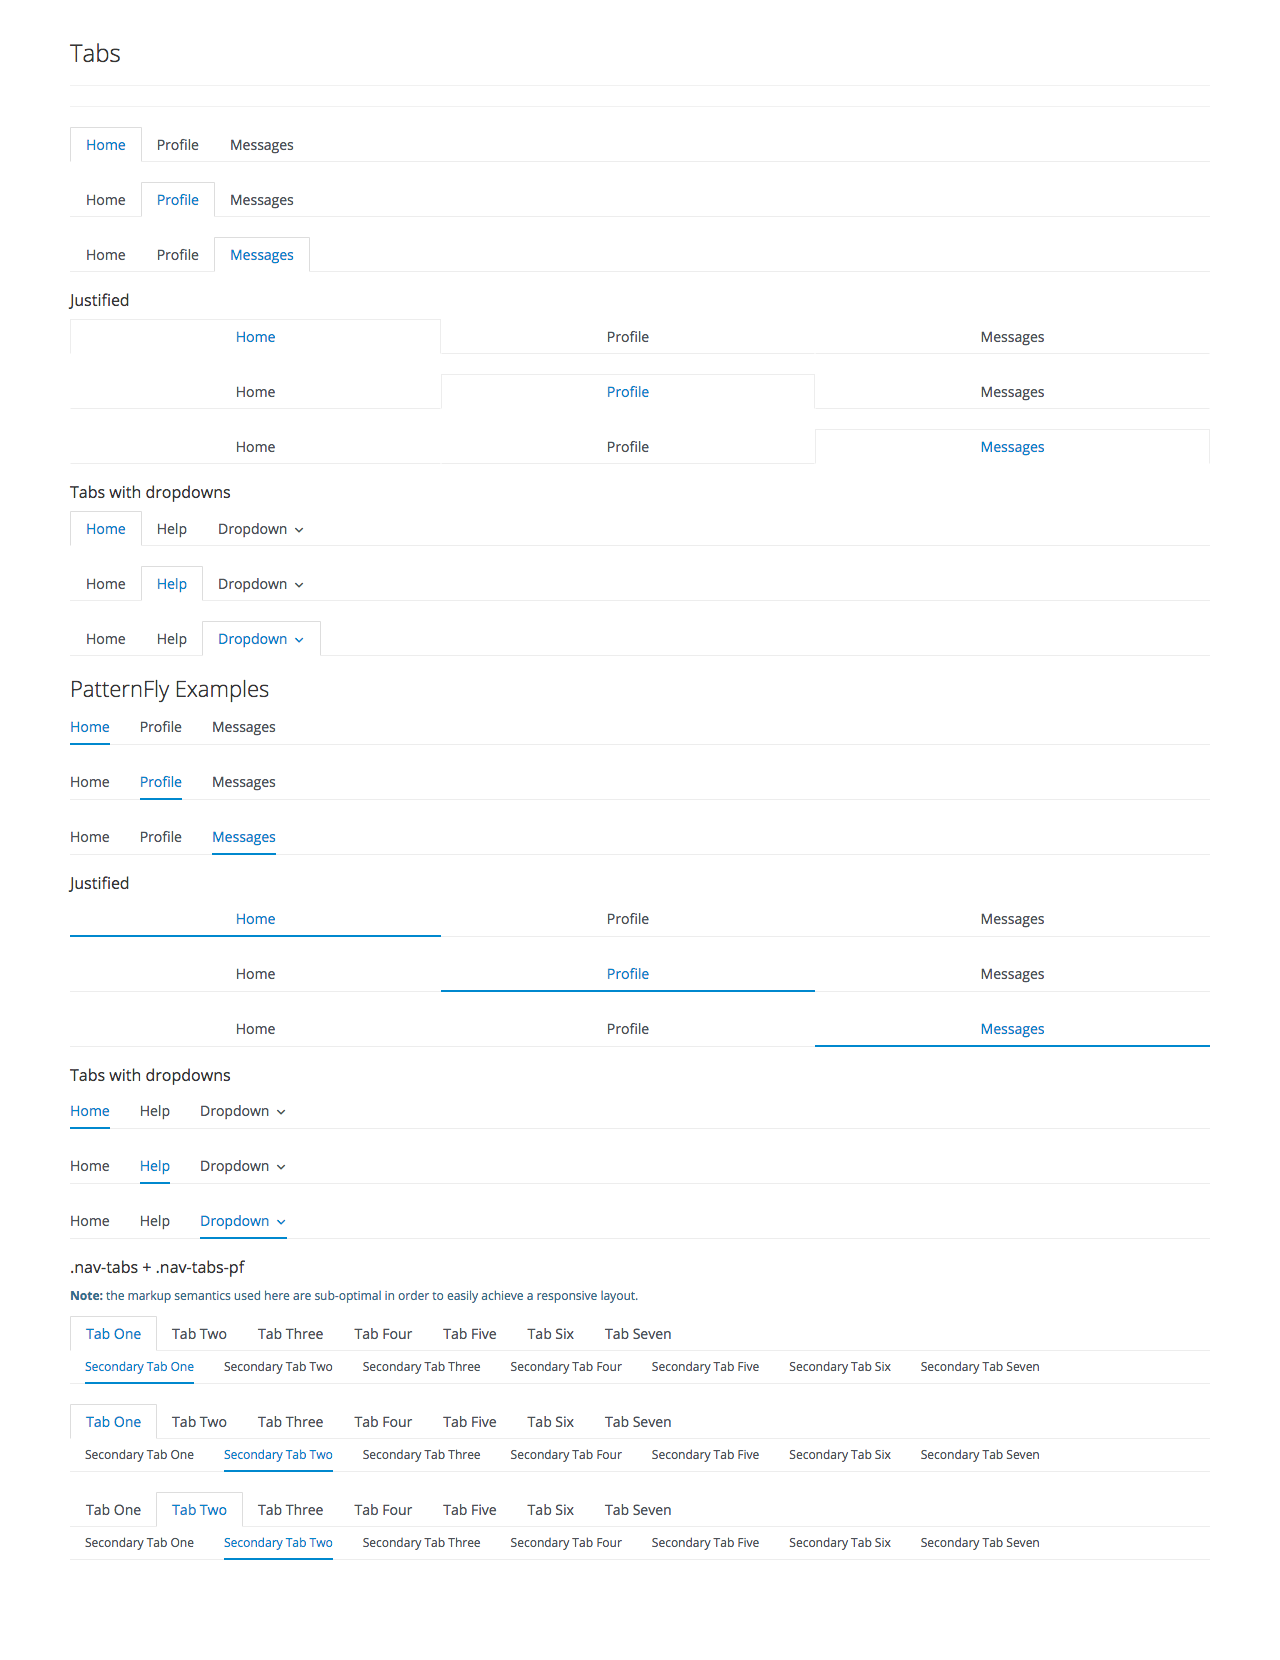 Tabs
Home Profile Messages
Home Profile Messages
Home Profile Messages
Justified
Home Profile Messages
Home Profile Messages
Home Profile Messages
Tabs with dropdowns
Home Help Dropdown
Home Help Dropdown
Home Help Dropdown
PatternFly Examples
Home Profile Messages
Home Profile Messages
Home Profile Messages
Justified
Home Profile Messages
Home Profile Messages
Home Profile Messages
Tabs with dropdowns
Home Help Dropdown
Home Help Dropdown
Home Help Dropdown
.nav-tabs + .nav-tabs-pf
Note: the markup semantics used here are sub-optimal in order to easily achieve a responsive layout.
Tab One Tab Two Tab Three Tab Four Tab Five Tab Six Tab Seven
Secondary Tab One Secondary Tab Two Secondary Tab Three Secondary Tab Four Secondary Tab Five Secondary Tab Six Secondary Tab Seven
Tab One Tab Two Tab Three Tab Four Tab Five Tab Six Tab Seven
Secondary Tab One Secondary Tab Two Secondary Tab Three Secondary Tab Four Secondary Tab Five Secondary Tab Six Secondary Tab Seven
Tab One Tab Two Tab Three Tab Four Tab Five Tab Six Tab Seven
Secondary Tab One Secondary Tab Two Secondary Tab Three Secondary Tab Four Secondary Tab Five Secondary Tab Six Secondary Tab Seven